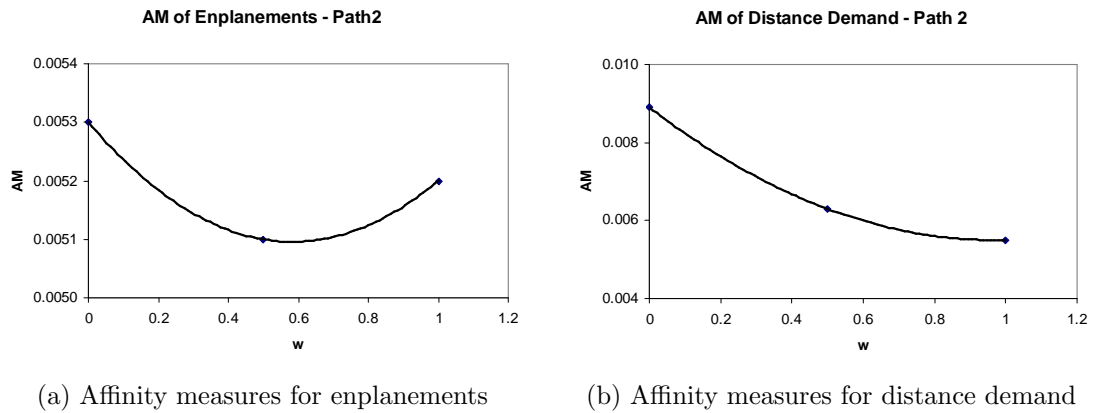 AM of Enplanements - Path2
0.0054
0.0053
0.0052
0.0051
0.0050
AM
0 0.2 0.4 0.6 0.8 1 1.2
w
(a) Affinity measures for enplanements
AM of Distance Demand - Path 2
0.010
0.008
0.006
0.004
AM
0 0.2 0.4 0.6 0.8 1 1.2
w
(b) Affinity measures for distance demand